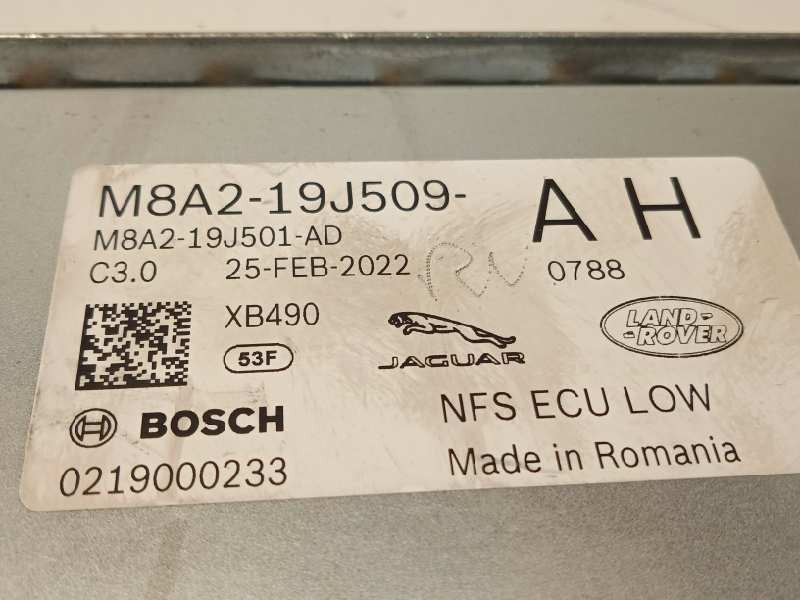 M8A2-19J509- A H
M8A2-19J501-AD
C3.0 25-FEB-2022 RN 0788
XB490
53F
JAGUAR
LAND-
ROVER
BOSCH
NFS ECU LOW
0219000233
Made in Romania